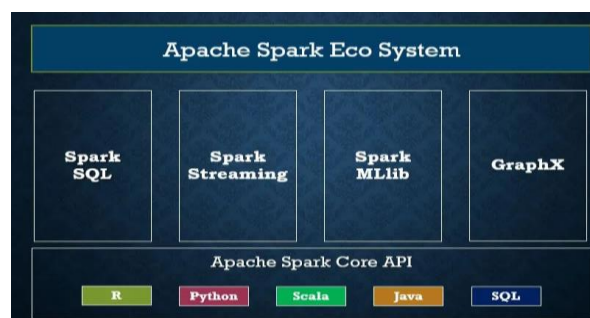 Apache Spark Eco System
Spark
SQL
Spark
Streaming
Spark
MLlib
GraphX
Apache Spark Core API
R
Python
Scala
Java
SQL